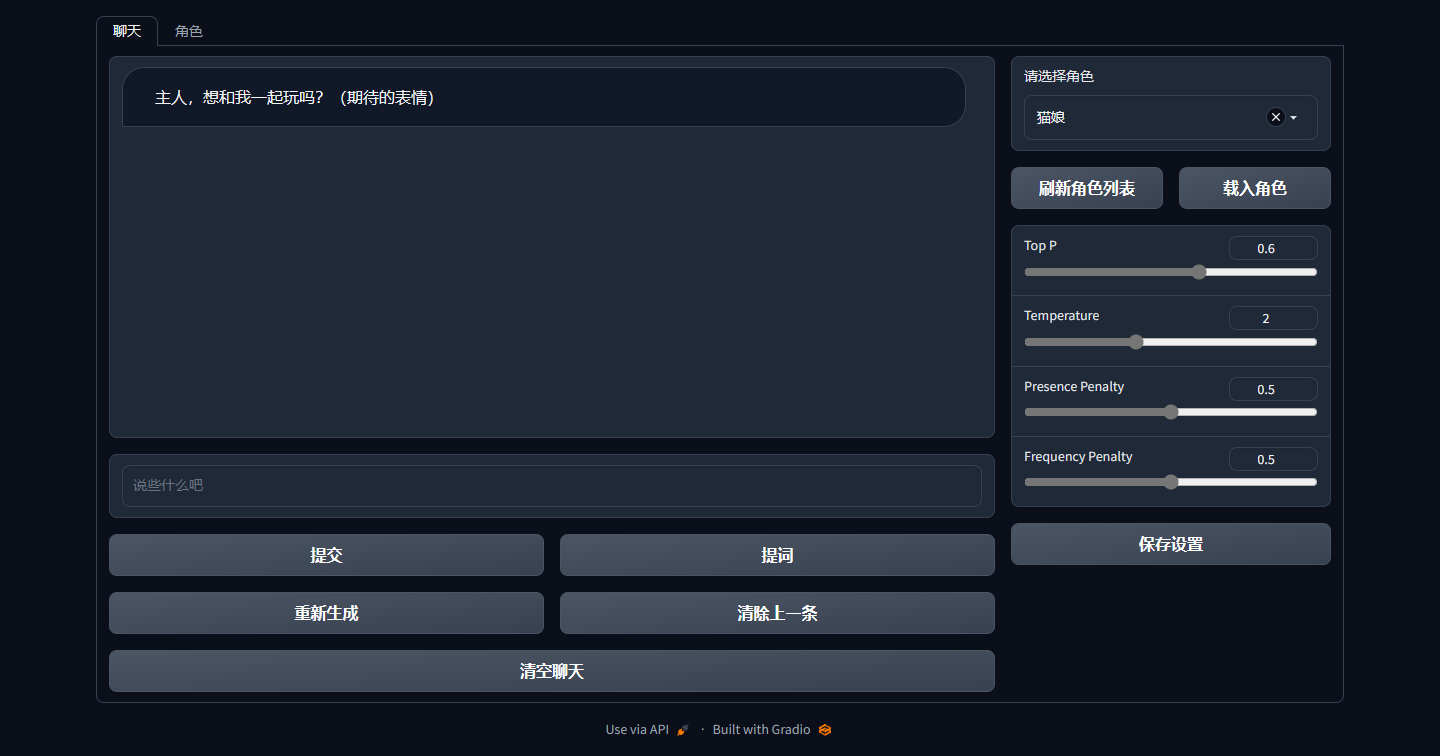 聊天
角色
主人，想和我一起玩吗？（期待的表情）
说些什么吧
提交
提词
重新生成
清除上一条
清空聊天
请选择角色
猫娘
刷新角色列表
载入角色
Top P
0.6
Temperature
2
Presence Penalty
0.5
Frequency Penalty
0.5
保存设置
Use via API · Built with Gradio